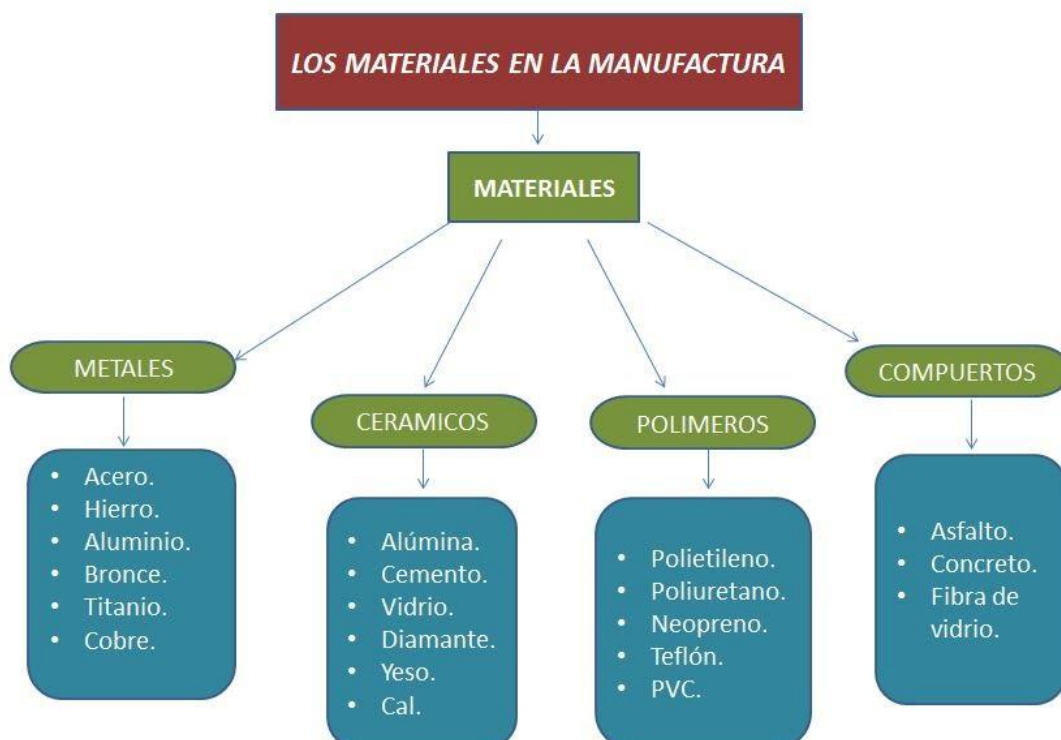 LOS MATERIALES EN LA MANUFACTURA
MATERIALES
METALES
• Acero.
• Hierro.
• Aluminio.
• Bronce.
• Titanio.
• Cobre.
CERAMICOS
• Alúmina.
• Cemento.
• Vidrio.
• Diamante.
• Yeso.
• Cal.
POLIMEROS
• Polietileno.
• Poliuretano.
• Neopreno.
• Teflón.
• PVC.
COMPUERTOS
• Asfalto.
• Concreto.
• Fibra de
vidrio.